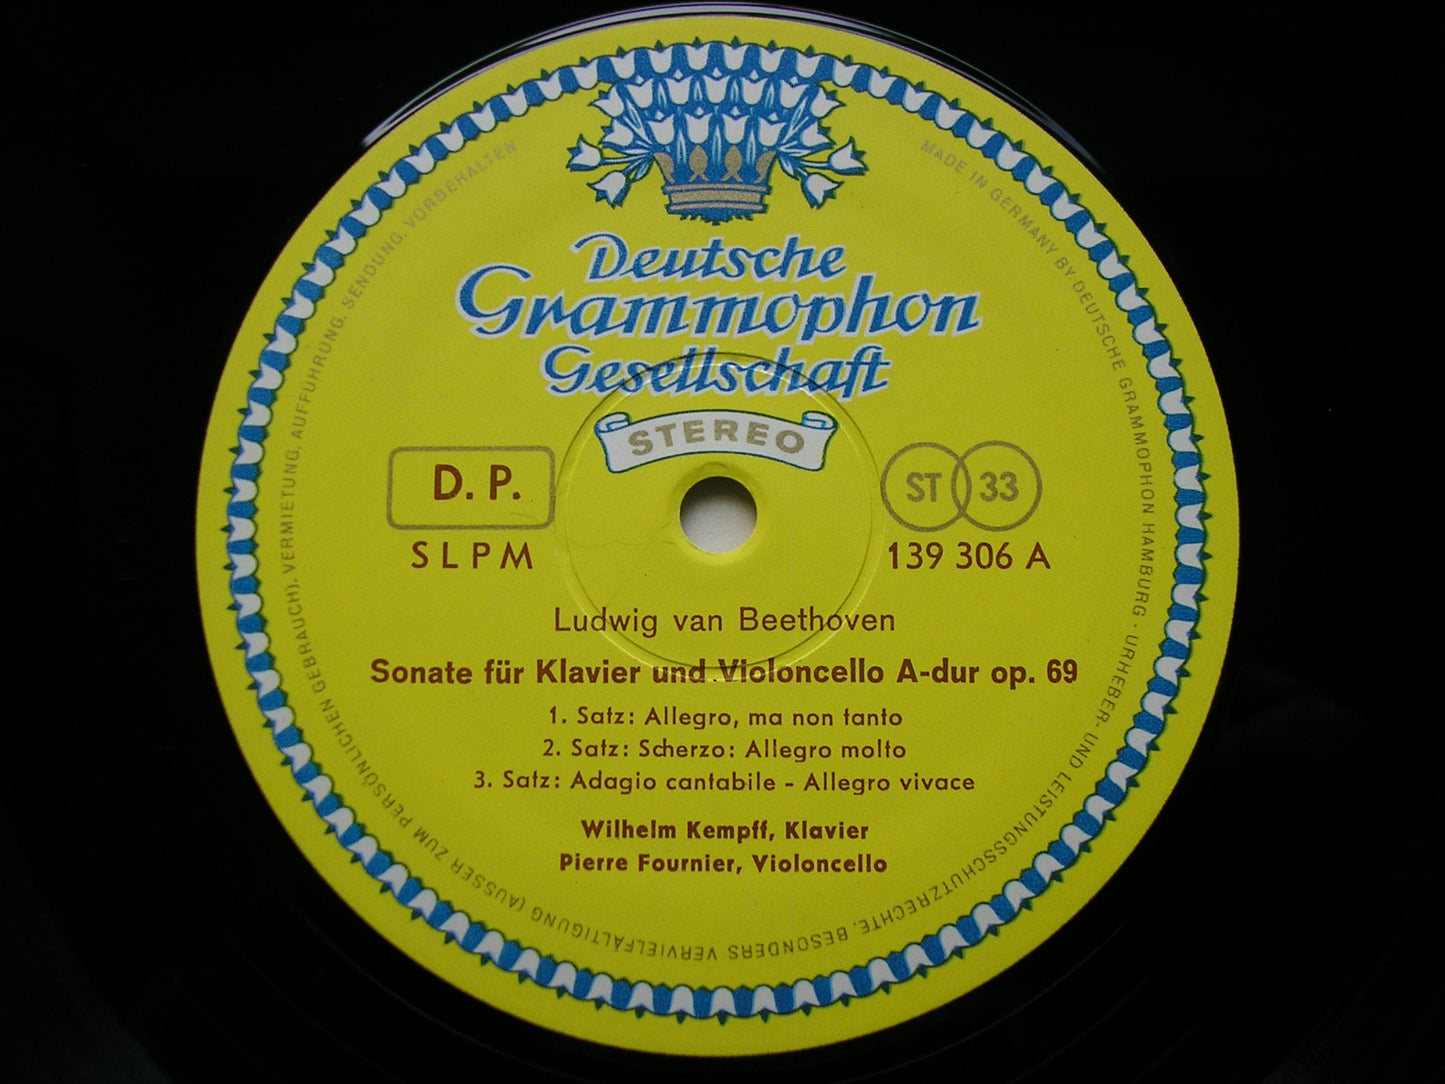 Deutsche
Grammophon
Gesellschaft
STEREO
D. P.
ST 33
SLPM
139 306 A
Ludwig van Beethoven
Sonate für Klavier und Violoncello A-dur op. 69
1. Satz: Allegro, ma non tanto
2. Satz: Scherzo: Allegro molto
3. Satz: Adagio cantabile - Allegro vivace
Wilhelm Kempff, Klavier
Pierre Fournier, Violoncello
MADE IN GERMANY BY DEUTSCHE GRAMMOPHON HAMBURG · URHEBER- UND LEISTUNGSSCHUTZRECHTE, BESONDERS VERVIELFÄLTIGUNG (AUSSER ZUM PERSÖNLICHEN GEBRAUCH), VERMIETUNG, AUFFÜHRUNG, SENDUNG, VORBEHALTEN